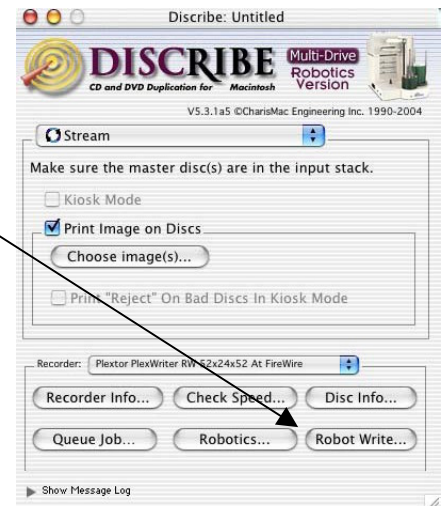 Discribe: Untitled
DISCRIBE
CD and DVD Duplication for Macintosh
Multi-Drive
Robotics
Version
V5.3.1a5 ©CharisMac Engineering Inc. 1990-2004
Stream
Make sure the master disc(s) are in the input stack.
Kiosk Mode
Print Image on Discs
Choose image(s)...
Print "Reject" On Bad Discs In Kiosk Mode
Recorder: Plextor PlexWriter RW 52x24x52 At FireWire
Recorder Info... Check Speed... Disc Info...
Queue Job... Robotics... Robot Write...
Show Message Log